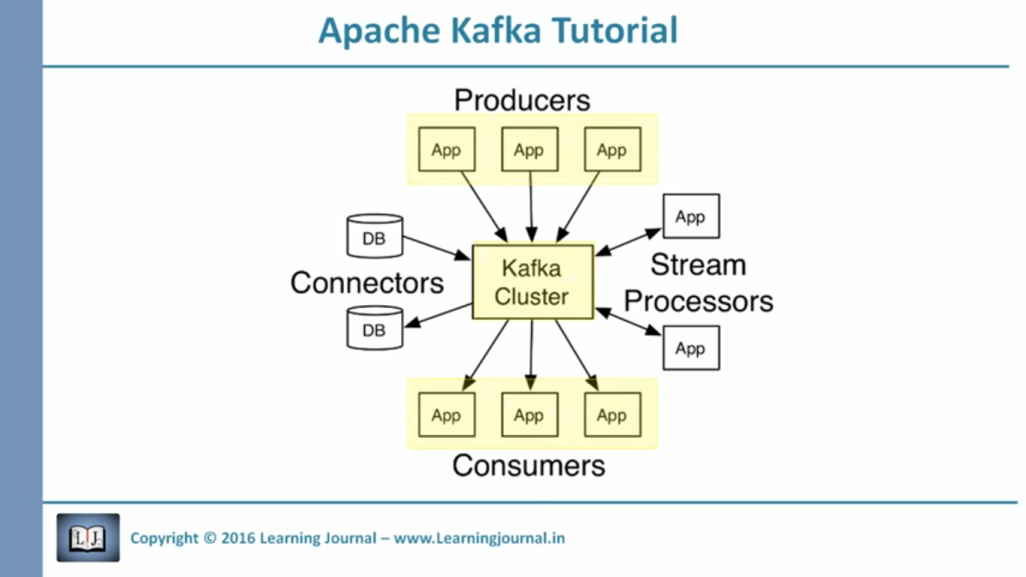 Apache Kafka Tutorial
Producers
App App App
DB
App
Kafka
Cluster
Connectors
Stream
Processors
DB
App
App App App
Consumers
LJ
Copyright © 2016 Learning Journal – www.Learningjournal.in